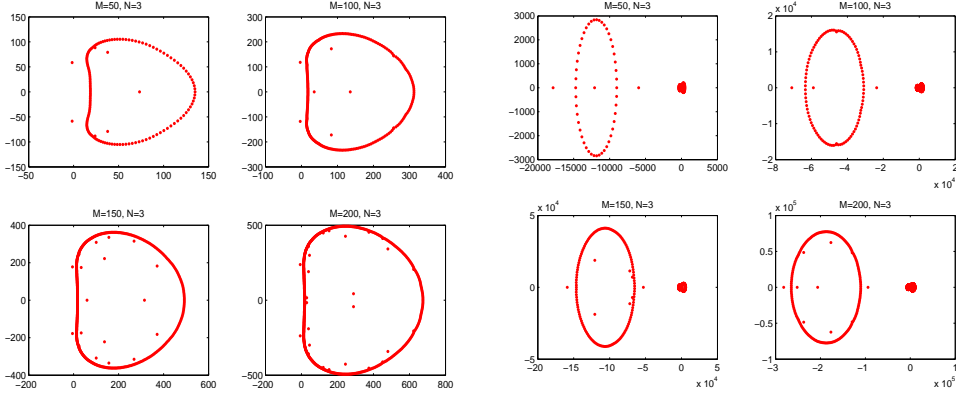 M=50, N=3
150
100
50
0
−50
−100
−150
−50 0 50 100 150
M=100, N=3
300
200
100
0
−100
−200
−300
−100 0 100 200 300 400
M=50, N=3
3000
2000
1000
0
−1000
−2000
−3000
−20000 −15000 −10000 −5000 0 5000
M=100, N=3
x 10^4
2
1
0
−1
−2
−8 −6 −4 −2 0 2
x 10^4
M=150, N=3
400
200
0
−200
−400
−200 0 200 400 600
M=200, N=3
500
0
−500
−200 0 200 400 600 800
M=150, N=3
x 10^4
5
0
−5
−20 −15 −10 −5 0 5
x 10^4
M=200, N=3
x 10^5
1
0.5
0
−0.5
−1
−3 −2 −1 0 1
x 10^5